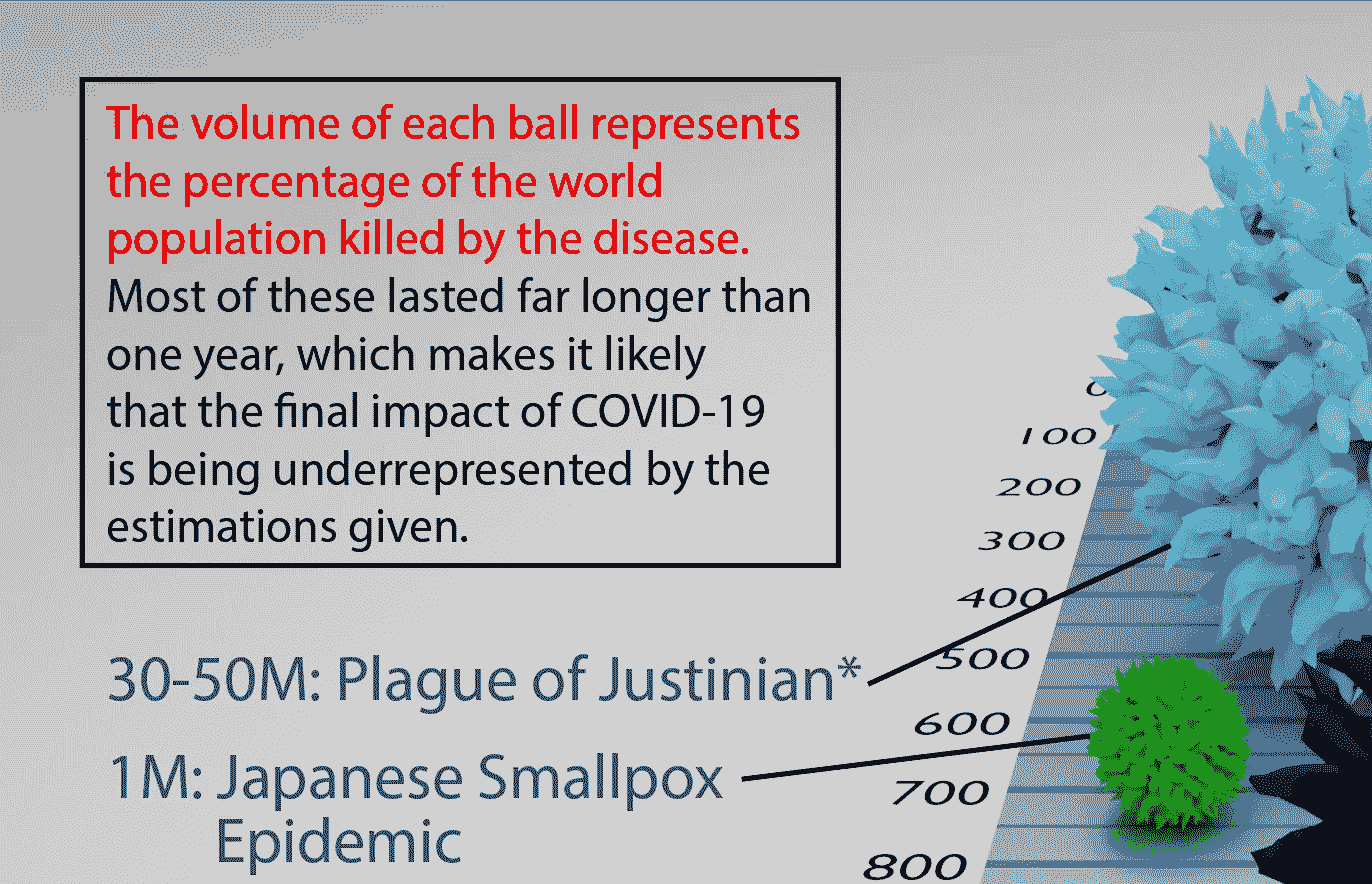 The volume of each ball represents
the percentage of the world
population killed by the disease.
Most of these lasted far longer than
one year, which makes it likely
that the final impact of COVID-19
is being underrepresented by the
estimations given.
0
100
200
300
400
500
600
700
800
30-50M: Plague of Justinian*
1M: Japanese Smallpox
Epidemic